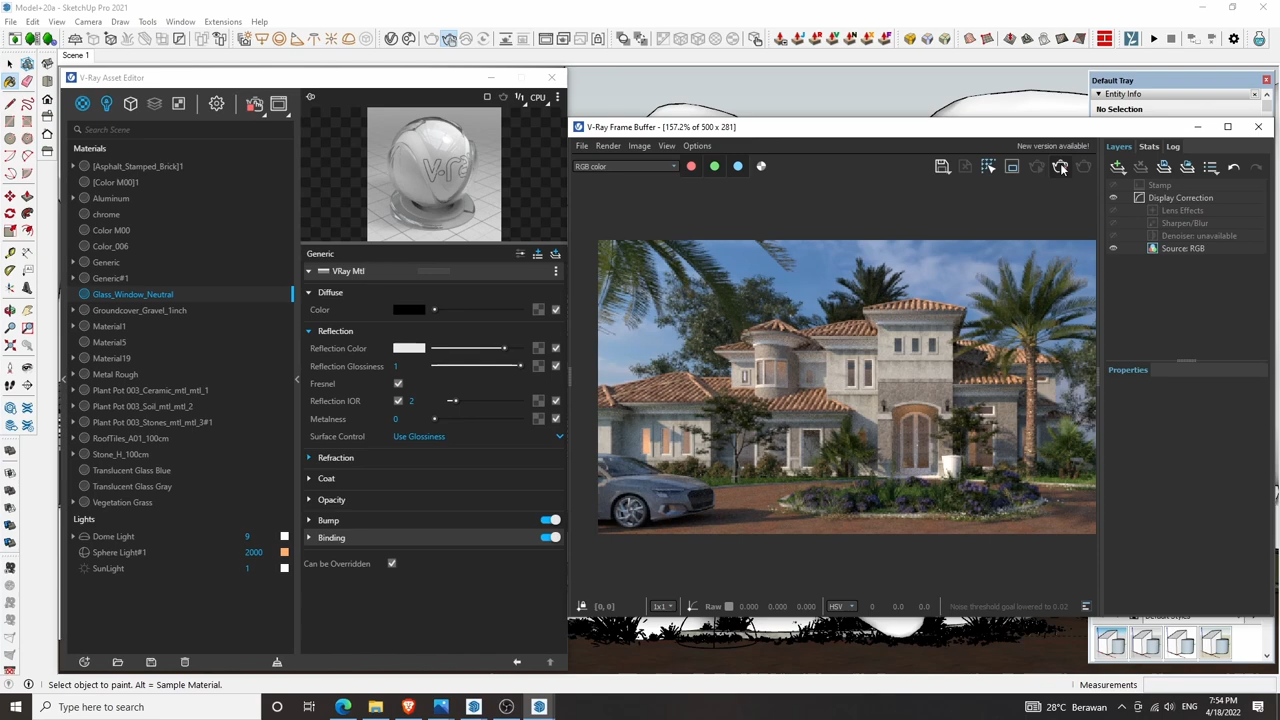 Model+20a - SketchUp Pro 2021
File Edit View Camera Draw Tools Window Extensions Help
Scene 1
V-Ray Asset Editor
Search Scene
Materials
[Asphalt_Stamped_Brick]1
[Color M00]1
Aluminum
chrome
Color M00
Color_006
Generic
Generic#1
Glass_Window_Neutral
Groundcover_Gravel_1inch
Material1
Material5
Material19
Metal Rough
Plant Pot 003_Ceramic_mtl_mtl_1
Plant Pot 003_Soil_mtl_mtl_2
Plant Pot 003_Stones_mtl_mtl_3#1
RoofTiles_A01_100cm
Stone_H_100cm
Translucent Glass Blue
Translucent Glass Gray
Vegetation Grass
Lights
Dome Light 9
Sphere Light#1 2000
SunLight 1
1/1 CPU
Generic
VRay Mtl
Diffuse
Color
Reflection
Reflection Color
Reflection Glossiness 1
Fresnel
Reflection IOR 2
Metalness 0
Surface Control Use Glossiness
Refraction
Coat
Opacity
Bump
Binding
Can be Overridden
V-Ray Frame Buffer - [157.2% of 500 x 281]
File Render Image View Options New version available!
RGB color
[0, 0] 1x1 Raw 0.000 0.000 0.000 HSV 0 0.0 0.0 Noise threshold goal lowered to 0.02
Layers Stats Log
Stamp
Display Correction
Lens Effects
Sharpen/Blur
Denoiser: unavailable
Source: RGB
Properties
Default Tray
Entity Info
No Selection
Default Styles
Select object to paint. Alt = Sample Material.
Measurements
Type here to search
28°C Berawan ENG 7:54 PM
4/18/2022